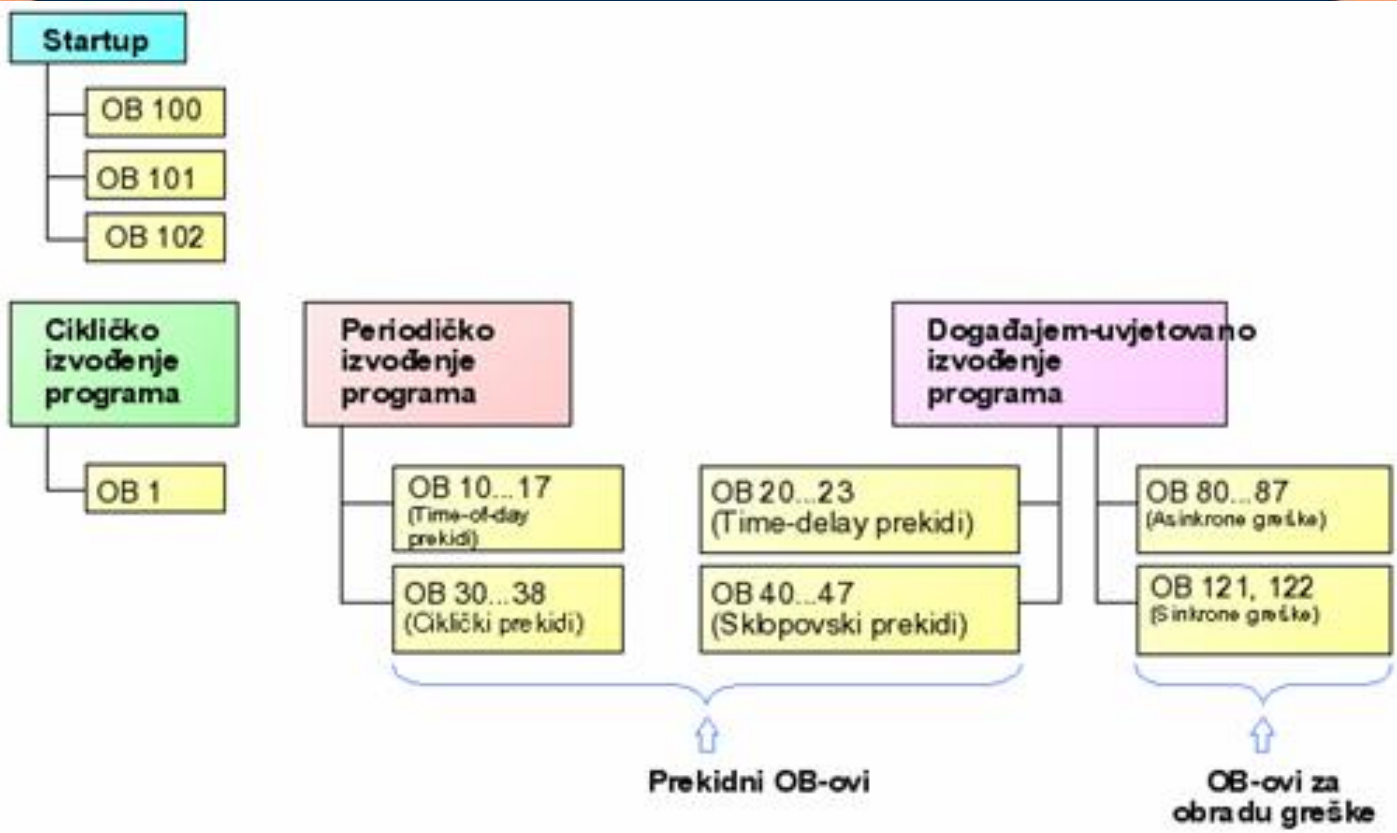 Startup
OB 100
OB 101
OB 102
Cikličko
izvođenje
programa
OB 1
Periodičko
izvođenje
programa
OB 10...17
(Time-of-day
prekidi)
OB 30...38
(Ciklički prekidi)
Događajem-uvjetovano
izvođenje
programa
OB 20...23
(Time-delay prekidi)
OB 40...47
(Sklopovski prekidi)
OB 80...87
(Asinkrone greške)
OB 121, 122
(Sinkrone greške)
Prekidni OB-ovi
OB-ovi za
obradu greške